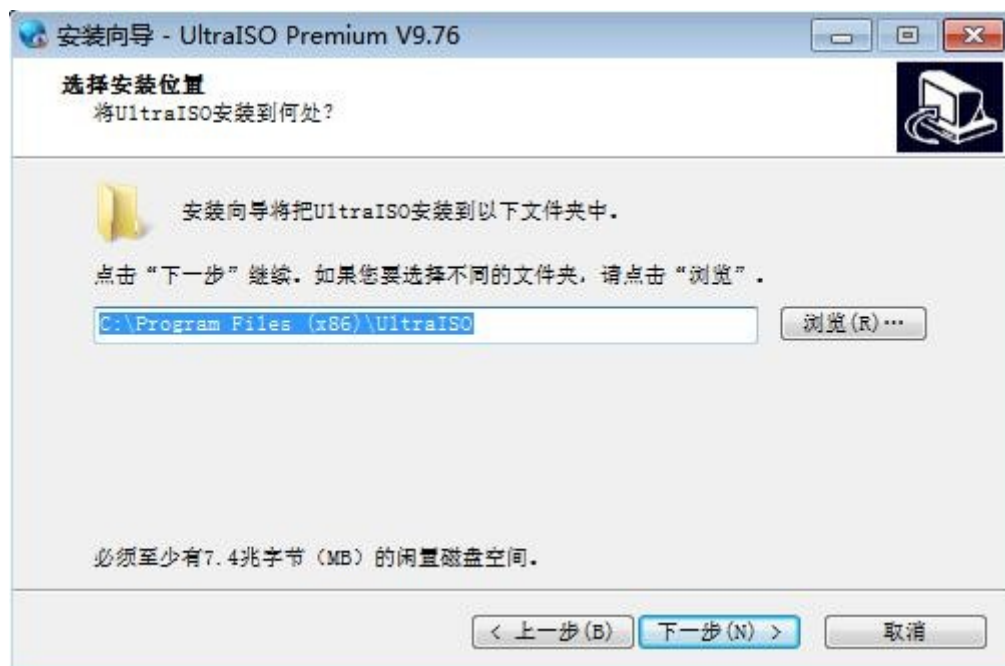 安装向导 - UltraISO Premium V9.76
选择安装位置
将UltraISO安装到何处?
安装向导将把UltraISO安装到以下文件夹中.
点击“下一步”继续. 如果您要选择不同的文件夹, 请点击“浏览”.
C:\Program Files (x86)\UltraISO
浏览(R)…
必须至少有7.4兆字节 (MB) 的闲置磁盘空间.
< 上一步(B)
下一步(N) >
取消